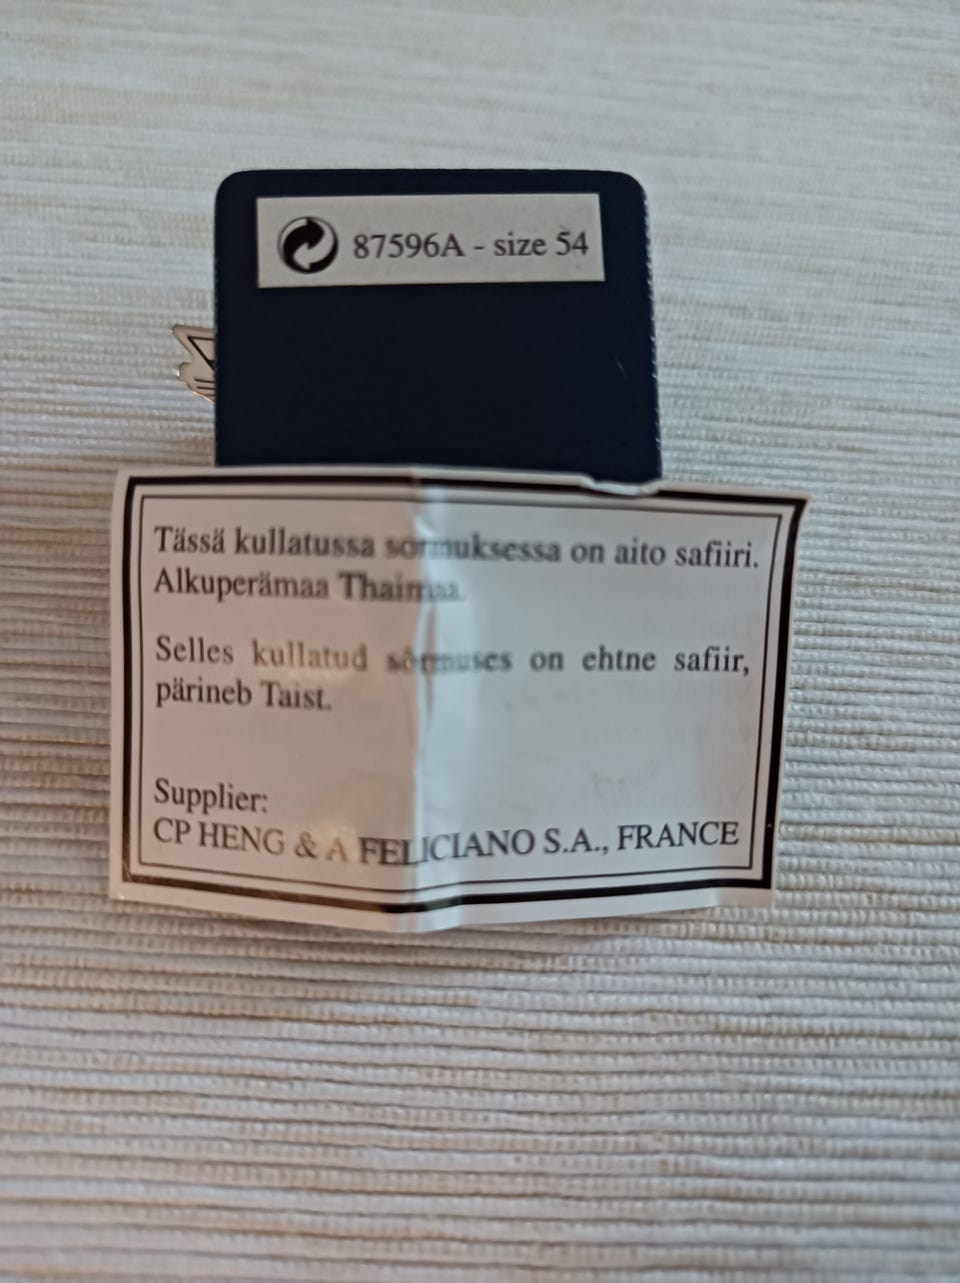 87596A - size 54
Tässä kullatussa sormuksessa on aito safiiri.
Alkuperämaa Thaimaa.
Selles kullatud sõrmuses on ehtne safiir,
pärineb Taist.
Supplier:
CP HENG & A FELICIANO S.A., FRANCE